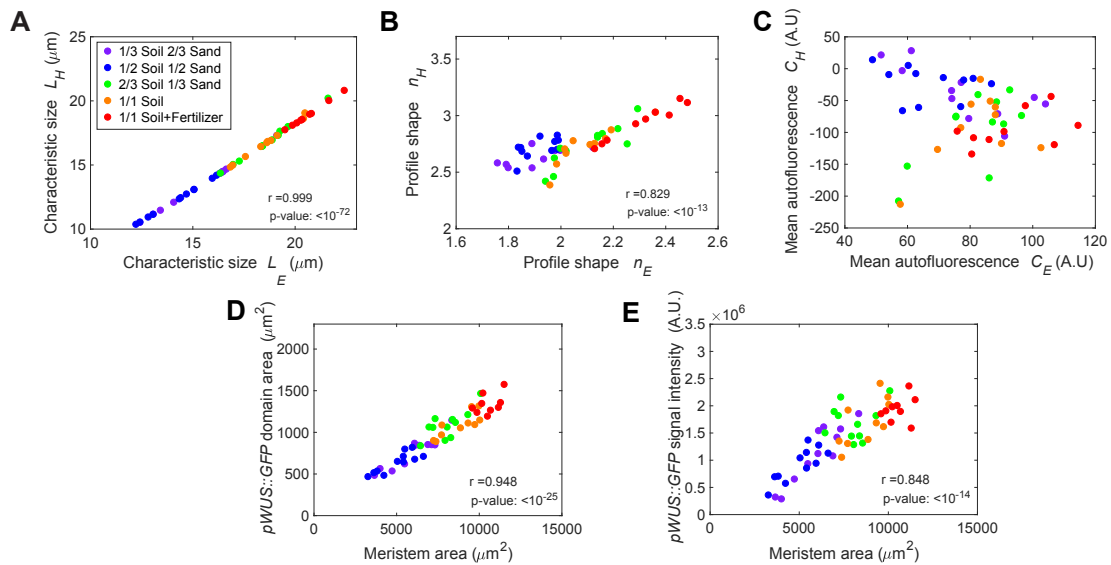 A
Characteristic size L_H (μm)
25
20
15
10
1/3 Soil 2/3 Sand
1/2 Soil 1/2 Sand
2/3 Soil 1/3 Sand
1/1 Soil
1/1 Soil+Fertilizer
r =0.999
p-value: <10^-72
10 15 20
Characteristic size L_E (μm)
B
Profile shape n_H
4
3.5
3
2.5
2
r =0.829
p-value: <10^-13
1.6 1.8 2 2.2 2.4 2.6
Profile shape n_E
C
Mean autofluorescence C_H (A.U)
50
0
-50
-100
-150
-200
-250
40 60 80 100 120
Mean autofluorescence C_E (A.U)
D
pWUS::GFP domain area (μm²)
2000
1500
1000
500
0
r =0.948
p-value: <10^-25
0 5000 10000 15000
Meristem area (μm²)
E
pWUS::GFP signal intensity (A.U.)
× 10^6
3.5
3
2.5
2
1.5
1
0.5
0
r =0.848
p-value: <10^-14
0 5000 10000 15000
Meristem area (μm²)